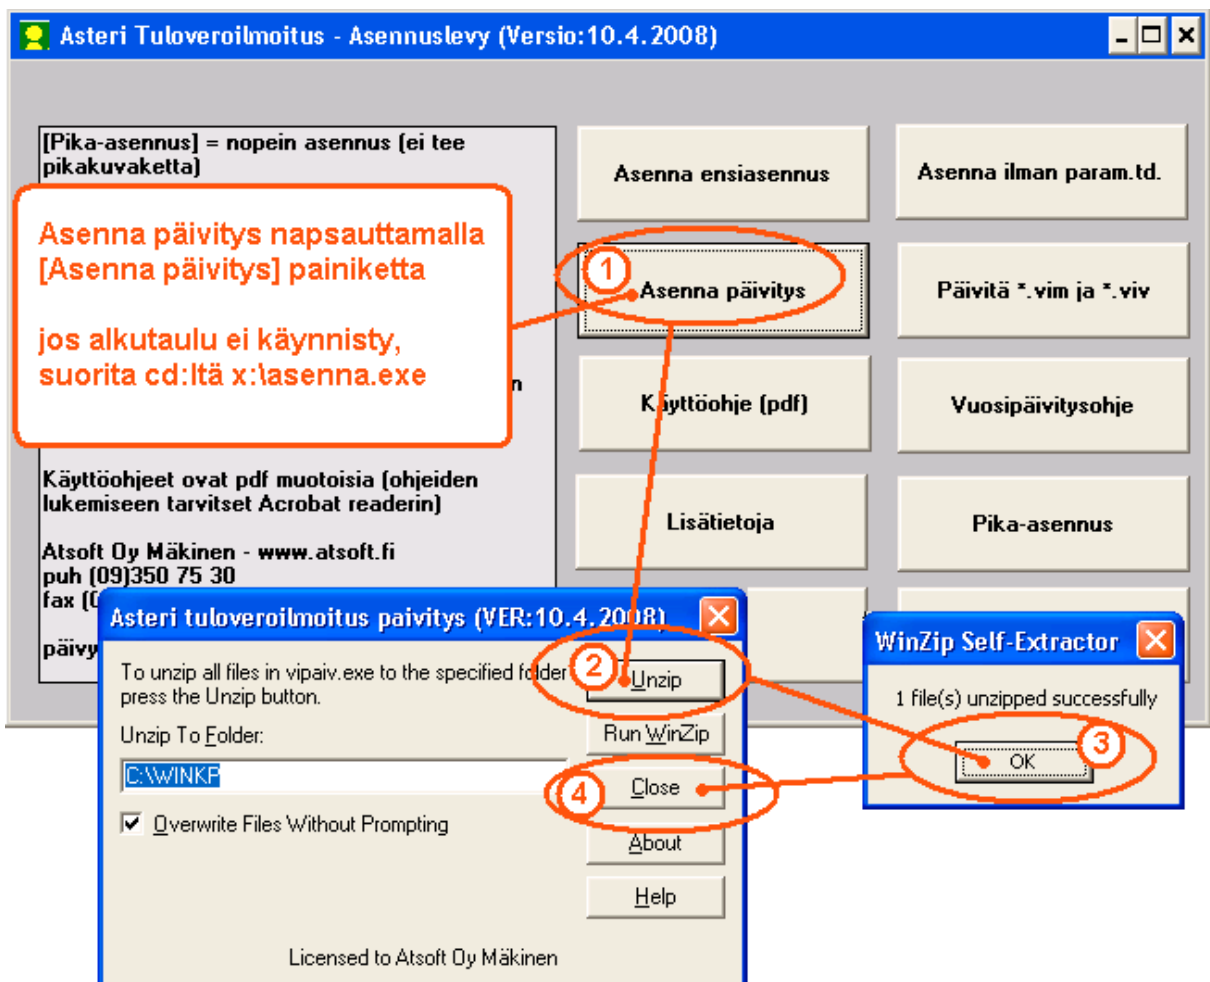 Asteri Tuloveroilmoitus - Asennuslevy (Versio:10.4.2008)
[Pika-asennus] = nopein asennus (ei tee
pikakuvaketta)
Asenna päivitys napsauttamalla
[Asenna päivitys] painiketta
jos alkutaulu ei käynnisty,
suorita cd:ltä x:\asenna.exe
n
Käyttöohjeet ovat pdf muotoisia (ohjeiden
lukemiseen tarvitset Acrobat readerin)
Atsoft Oy Mäkinen - www.atsoft.fi
puh (09)350 75 30
fax (0
päivy
Asenna ensiasennus
Asenna ilman param.td.
1
Asenna päivitys
Päivitä *.vim ja *.viv
Käyttöohje (pdf)
Vuosipäivitysohje
Lisätietoja
Pika-asennus
Asteri tuloveroilmoitus paivitys (VER:10.4.2008)
To unzip all files in vipaiv.exe to the specified folder
press the Unzip button.
Unzip To Folder:
C:\WINKP
Overwrite Files Without Prompting
2
Unzip
Run WinZip
4
Close
About
Help
Licensed to Atsoft Oy Mäkinen
WinZip Self-Extractor
1 file(s) unzipped successfully
3
OK